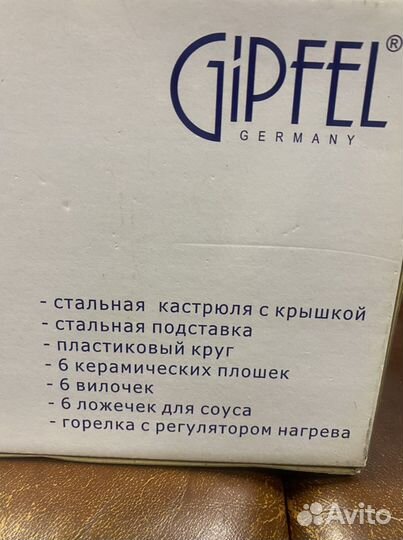 GiPFEL®
GERMANY
- стальная кастрюля с крышкой
- стальная подставка
- пластиковый круг
- 6 керамических плошек
- 6 вилочек
- 6 ложечек для соуса
- горелка с регулятором нагрева
Avito